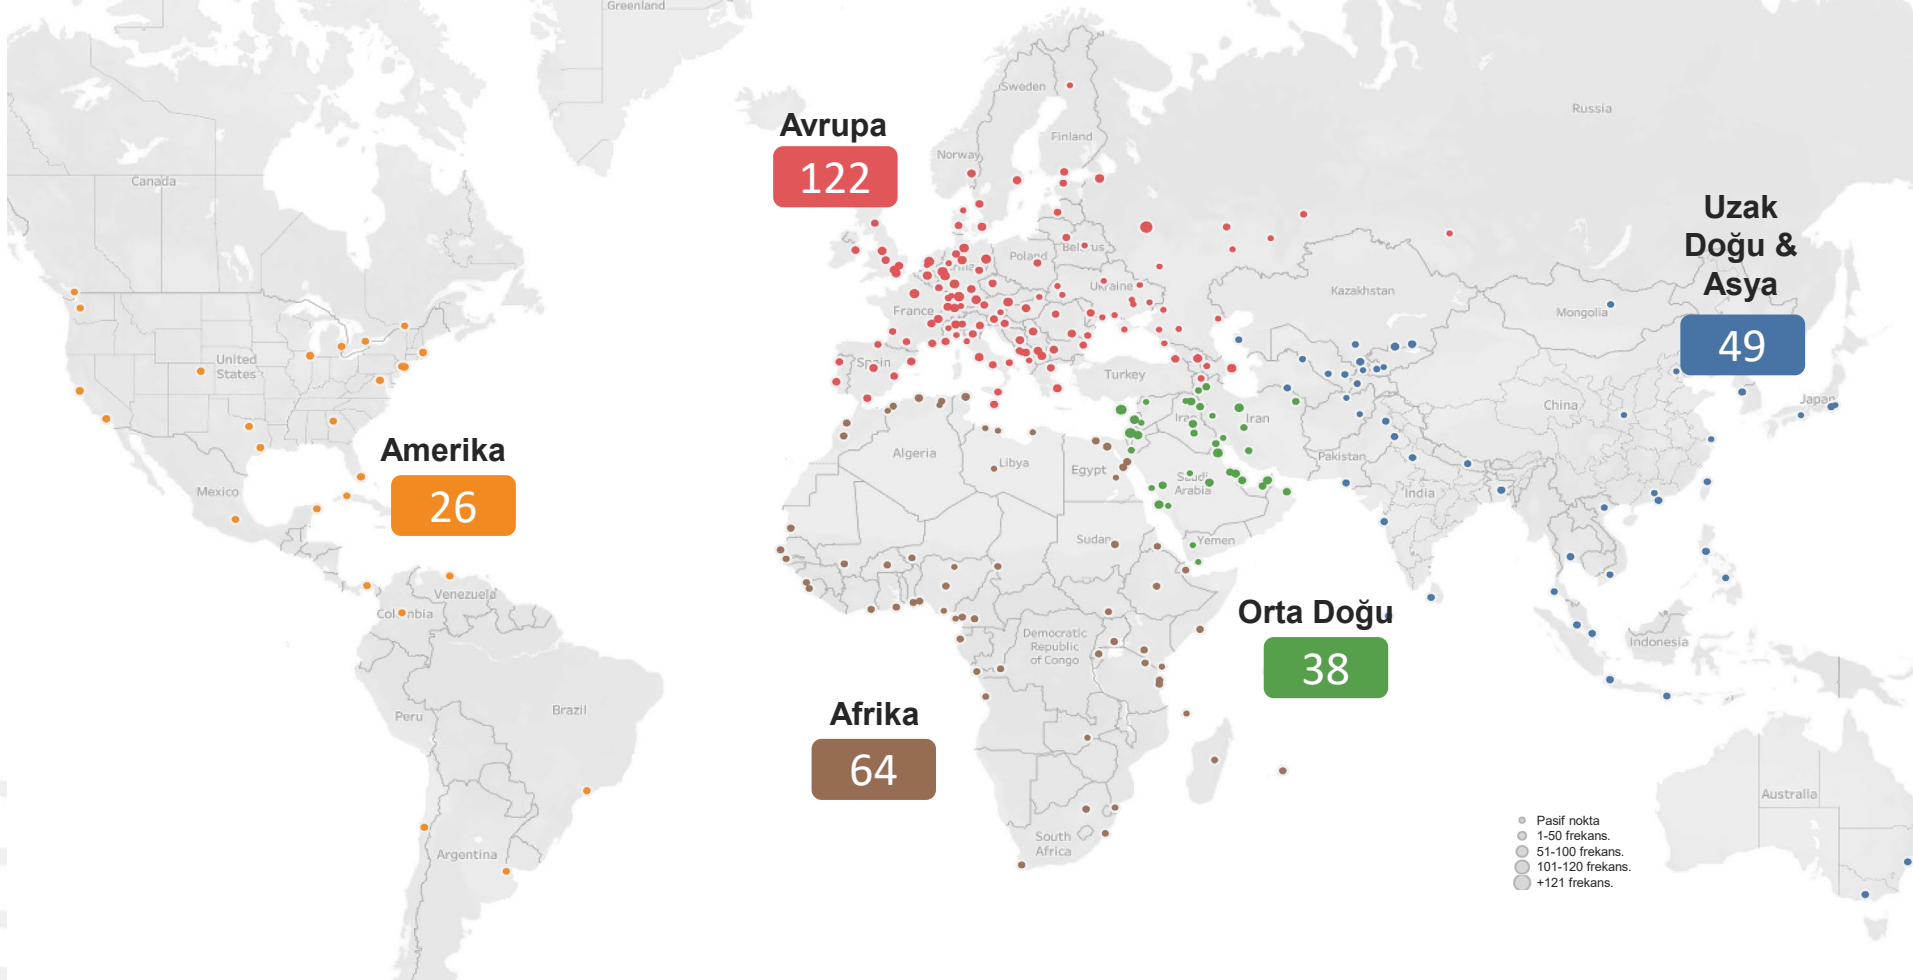 Greenland
Sweden
Russia
Avrupa
Finland
122
Norway
Canada
Uzak
Doğu &
Asya
Poland
Ukraine
Kazakhstan
Mongolia
France
49
United
States
Spain
Turkey
China
Japan
Iran
Amerika
Algeria
Libya
Egypt
Pakistan
Saudi
Arabia
India
Mexico
26
Sudan
Yemen
Venezuela
Orta Doğu
38
Democratic
Republic
of Congo
Indonesia
Afrika
64
Peru
Brazil
Australia
Pasif nokta
1-50 frekans.
51-100 frekans.
101-120 frekans.
+121 frekans.
South
Africa
Argentina